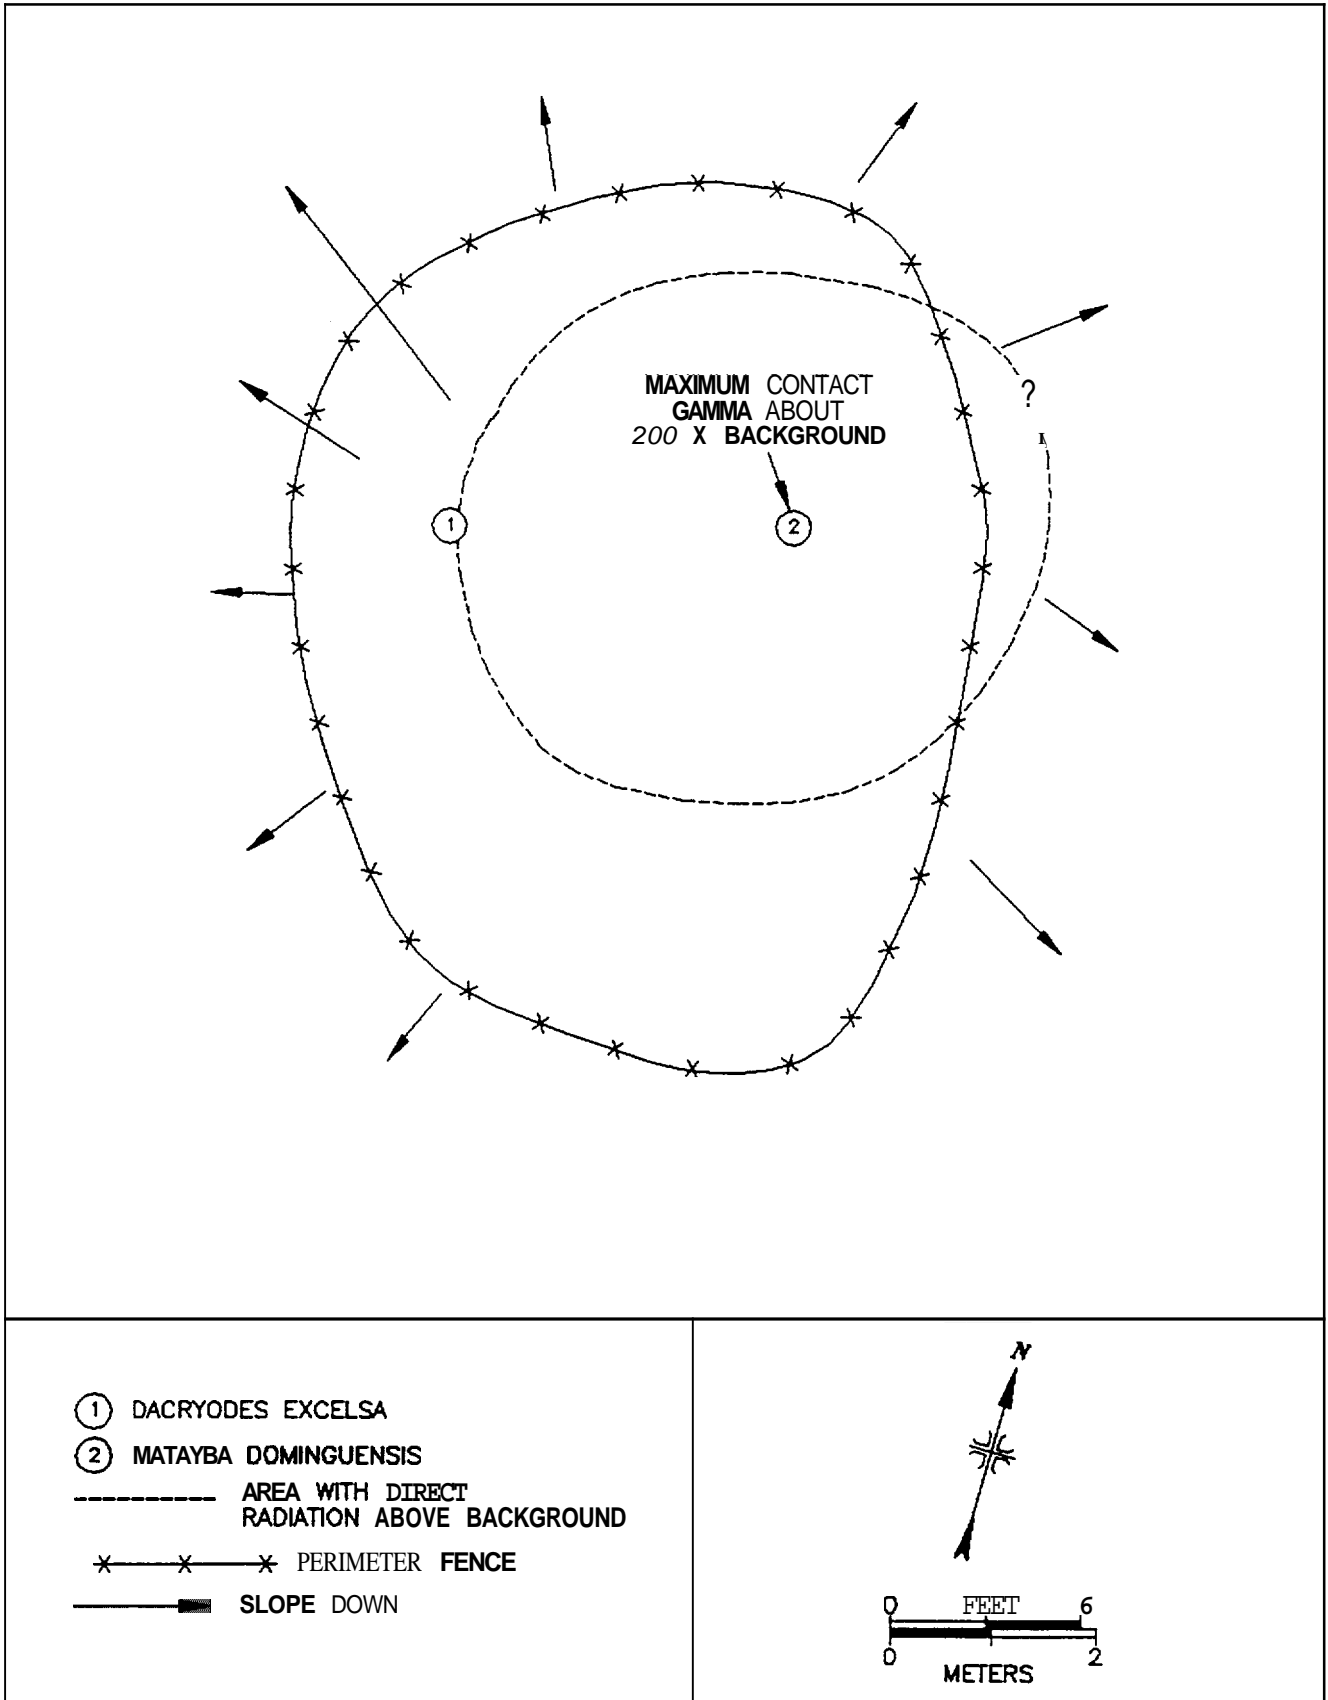 MAXIMUM CONTACT
GAMMA ABOUT
200 X BACKGROUND
?
1
2
1 DACRYODES EXCELSA
2 MATAYBA DOMINGUENSIS
AREA WITH DIRECT
RADIATION ABOVE BACKGROUND
PERIMETER FENCE
SLOPE DOWN
N
0 FEET 6
0 2
METERS